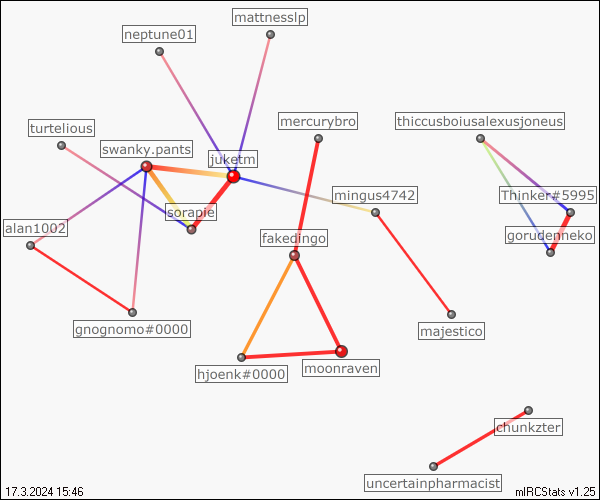 mattnesslp
neptune01
mercurybro
thiccusboiusalexusjoneus
turtelious
swanky.pants
juketm
mingus4742
Thinker#5995
sorapie
alan1002
fakedingo
gorudenneko
gnognomo#0000
majestico
hjoenk#0000
moonraven
chunkzter
uncertainpharmacist
17.3.2024 15:46
mIRCStats v1.25